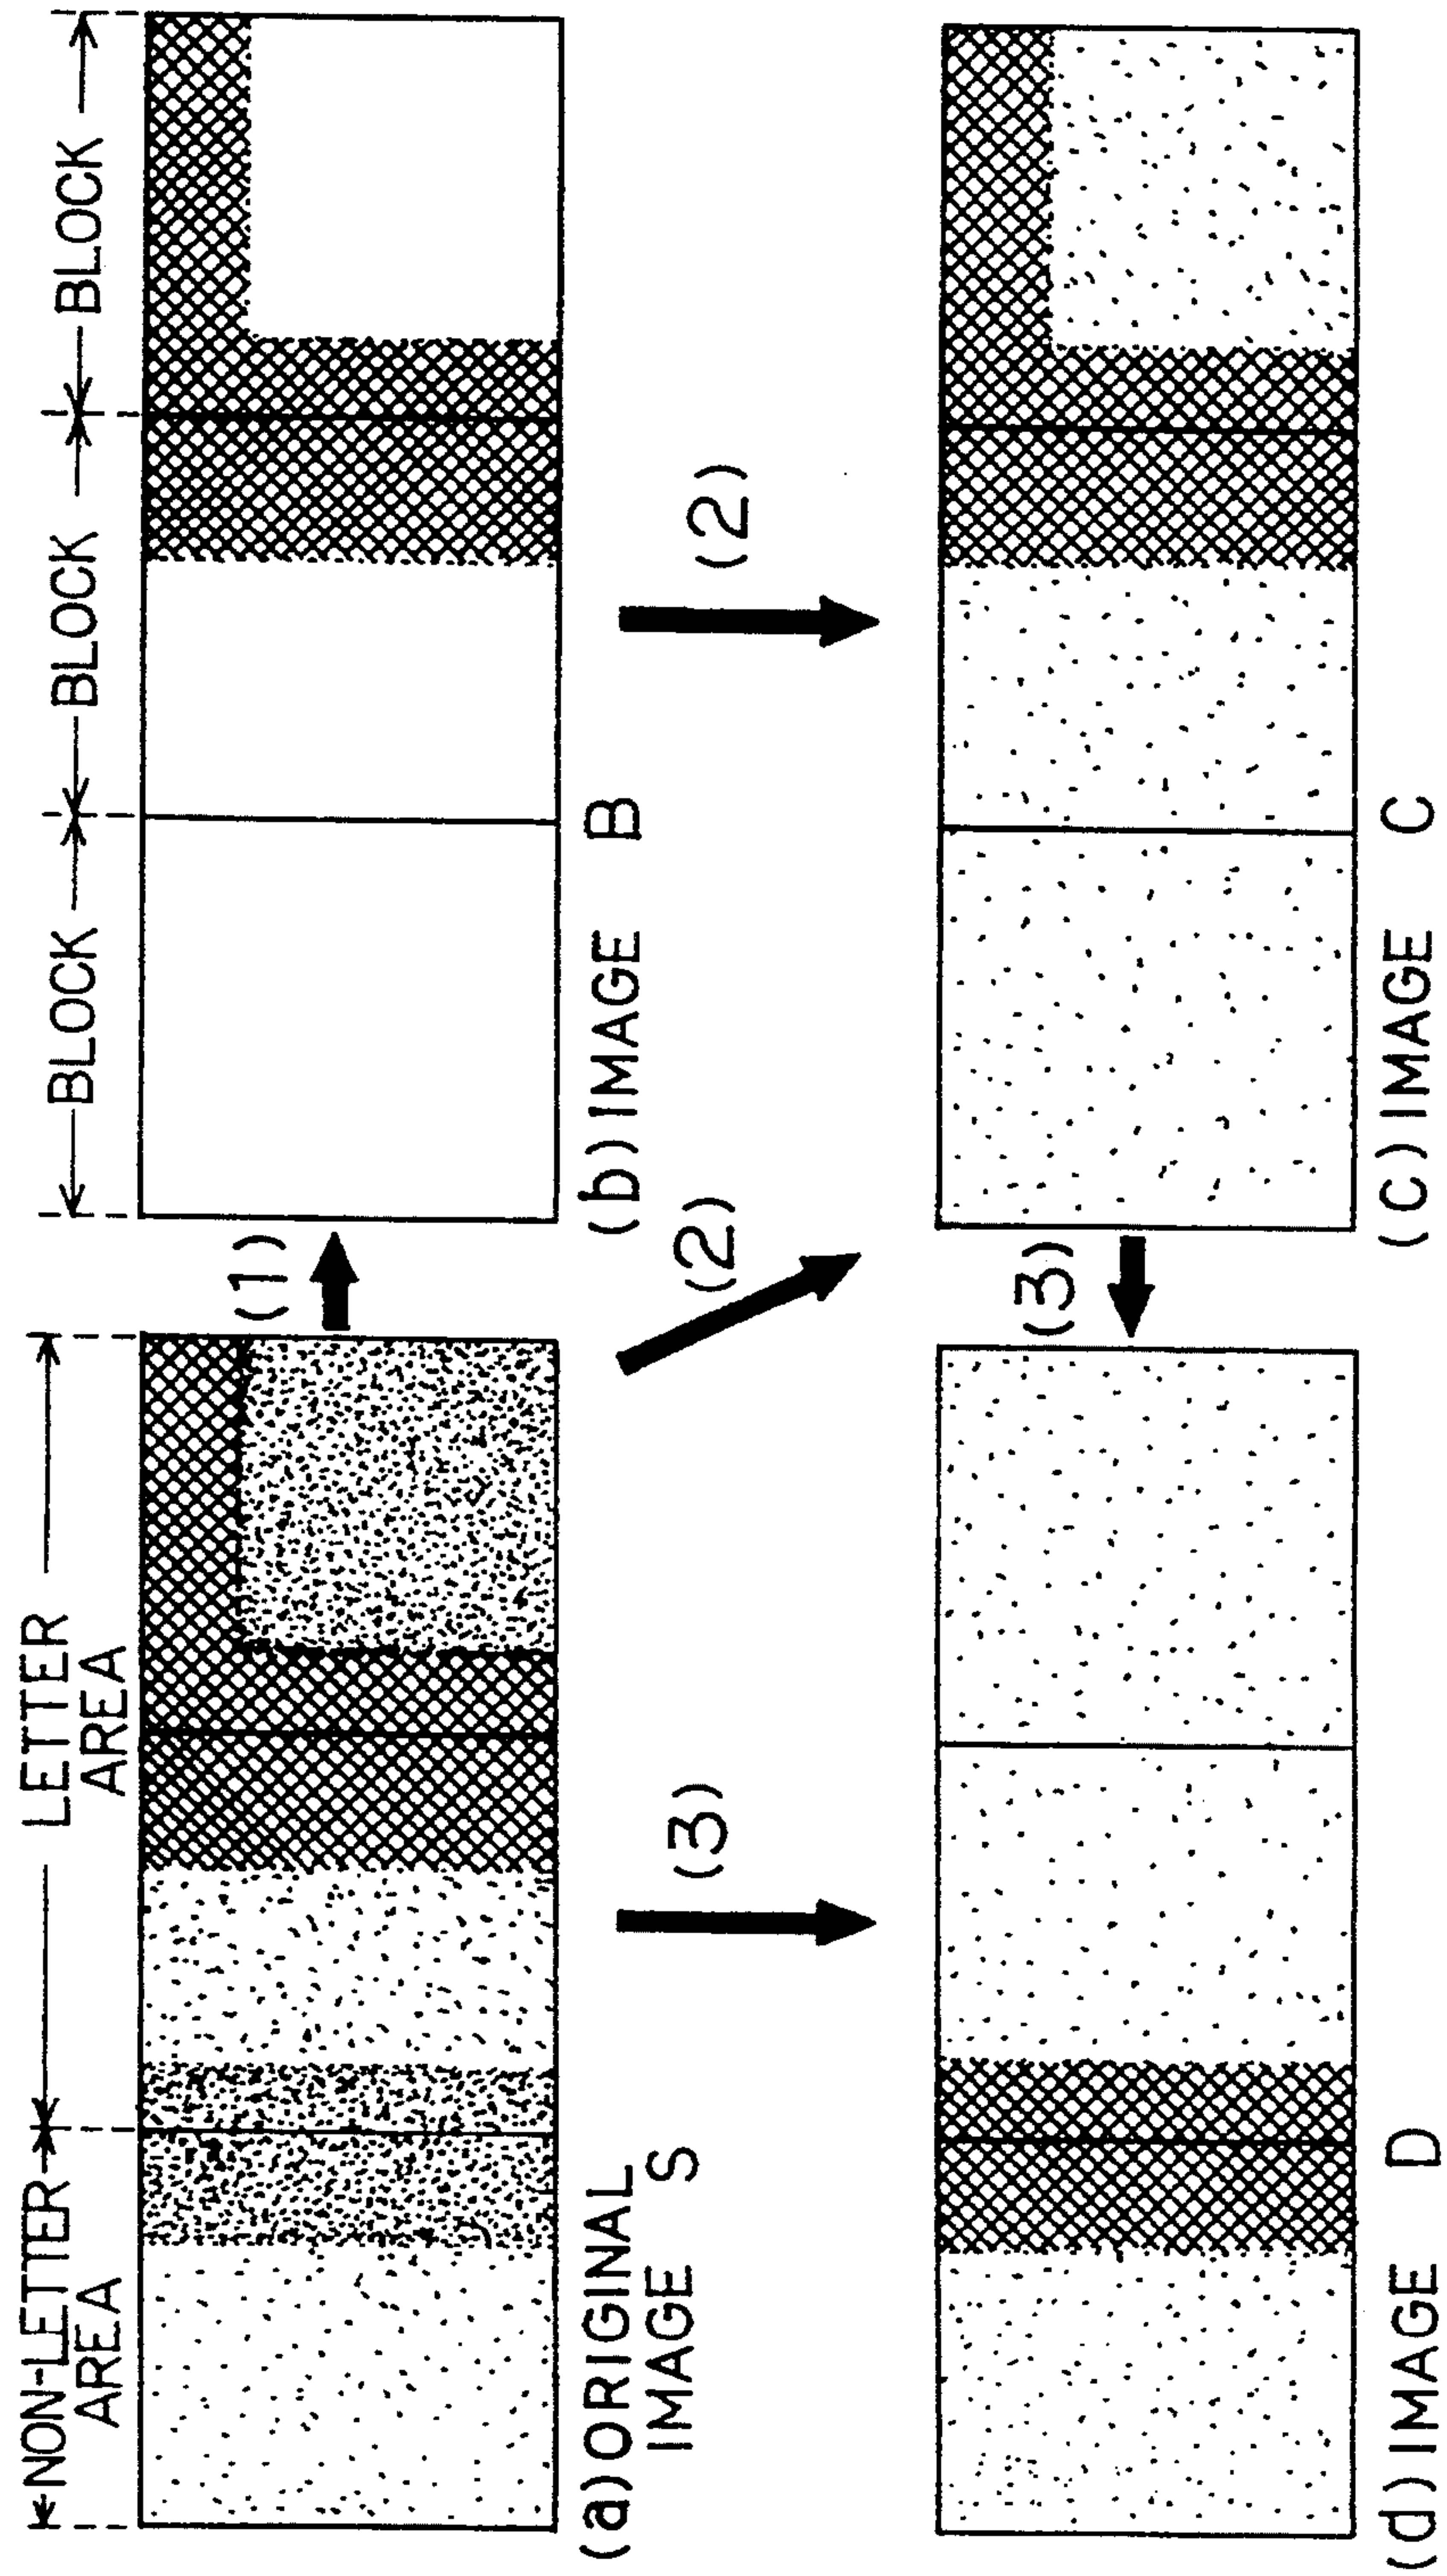 NON-LETTER
AREA
LETTER
AREA
(1)
BLOCK
BLOCK
BLOCK
(a)ORIGINAL
IMAGE S
(b)IMAGE B
(3)
(2)
(2)
(3)
(d)IMAGE D
(C)IMAGE C